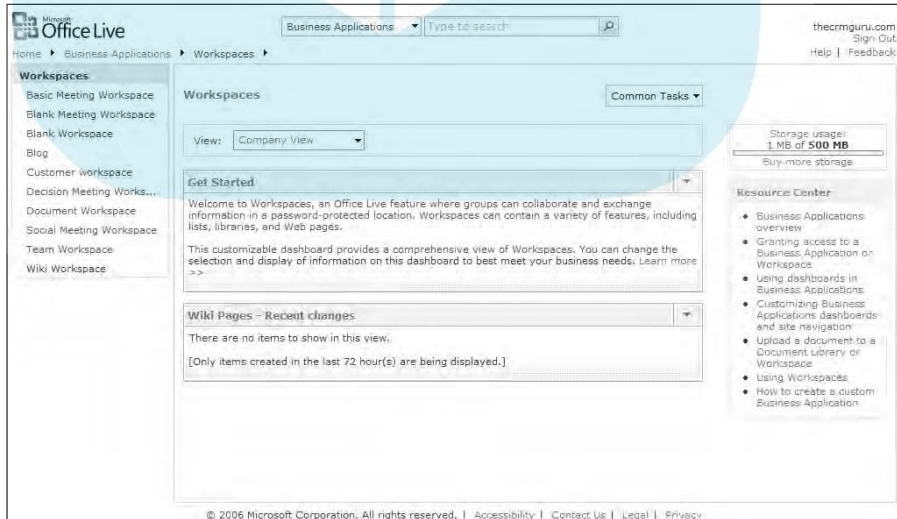 Microsoft
Office Live
Business Applications
Type to search
thecrmguru.com
Sign Out
Help | Feedback
Home ▸ Business Applications ▸ Workspaces ▸
Workspaces
Basic Meeting Workspace
Blank Meeting Workspace
Blank Workspace
Blog
Customer workspace
Decision Meeting Works...
Document Workspace
Social Meeting Workspace
Team Workspace
Wiki Workspace
Workspaces
Common Tasks
View: Company View
Get Started
Welcome to Workspaces, an Office Live feature where groups can collaborate and exchange
information in a password-protected location. Workspaces can contain a variety of features, including
lists, libraries, and Web pages.
This customizable dashboard provides a comprehensive view of Workspaces. You can change the
selection and display of information on this dashboard to best meet your business needs. Learn more
>>
Wiki Pages - Recent changes
There are no items to show in this view.
[Only items created in the last 72 hour(s) are being displayed.]
Storage usage:
1 MB of 500 MB
Buy more storage
Resource Center
• Business Applications
overview
• Granting access to a
Business Application or
Workspace
• Using dashboards in
Business Applications
• Customizing Business
Applications dashboards
and site navigation
• Upload a document to a
Document Library or
Workspace
• Using Workspaces
• How to create a custom
Business Application
© 2006 Microsoft Corporation. All rights reserved. | Accessibility | Contact Us | Legal | Privacy